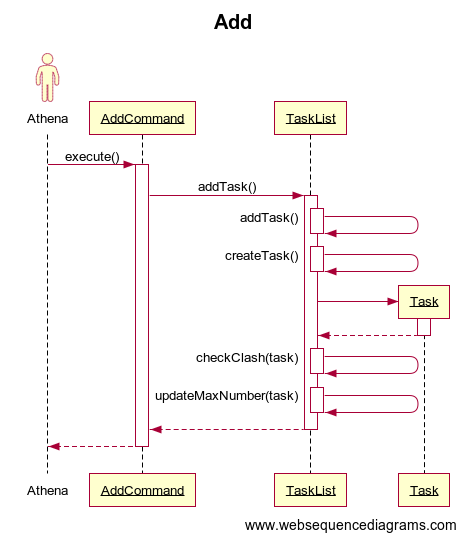 Add
Athena
AddCommand
TaskList
execute()
addTask()
addTask()
createTask()
Task
checkClash(task)
updateMaxNumber(task)
Athena
AddCommand
TaskList
Task
www.websequencediagrams.com